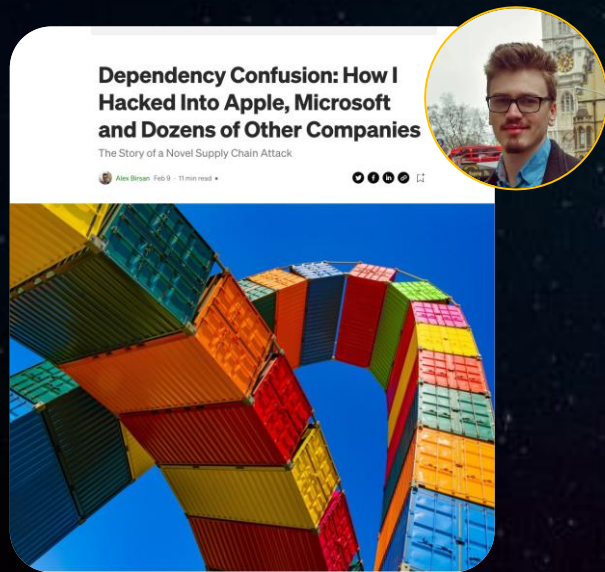 Dependency Confusion: How I
Hacked Into Apple, Microsoft
and Dozens of Other Companies
The Story of a Novel Supply Chain Attack
Alex Birsan Feb 9 · 11 min read